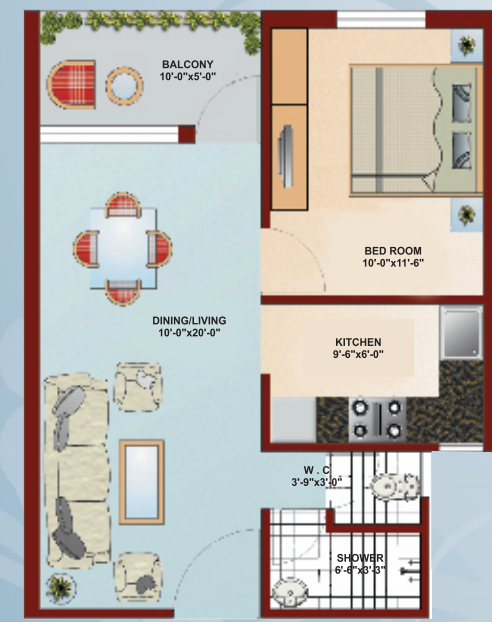 BALCONY
10'-0"x5'-0"
BED ROOM
10'-0"x11'-6"
DINING/LIVING
10'-0"x20'-0"
KITCHEN
9'-6"x6'-0"
W . C
3'-9"x3'-0"
SHOWER
6'-6"x3'-3"